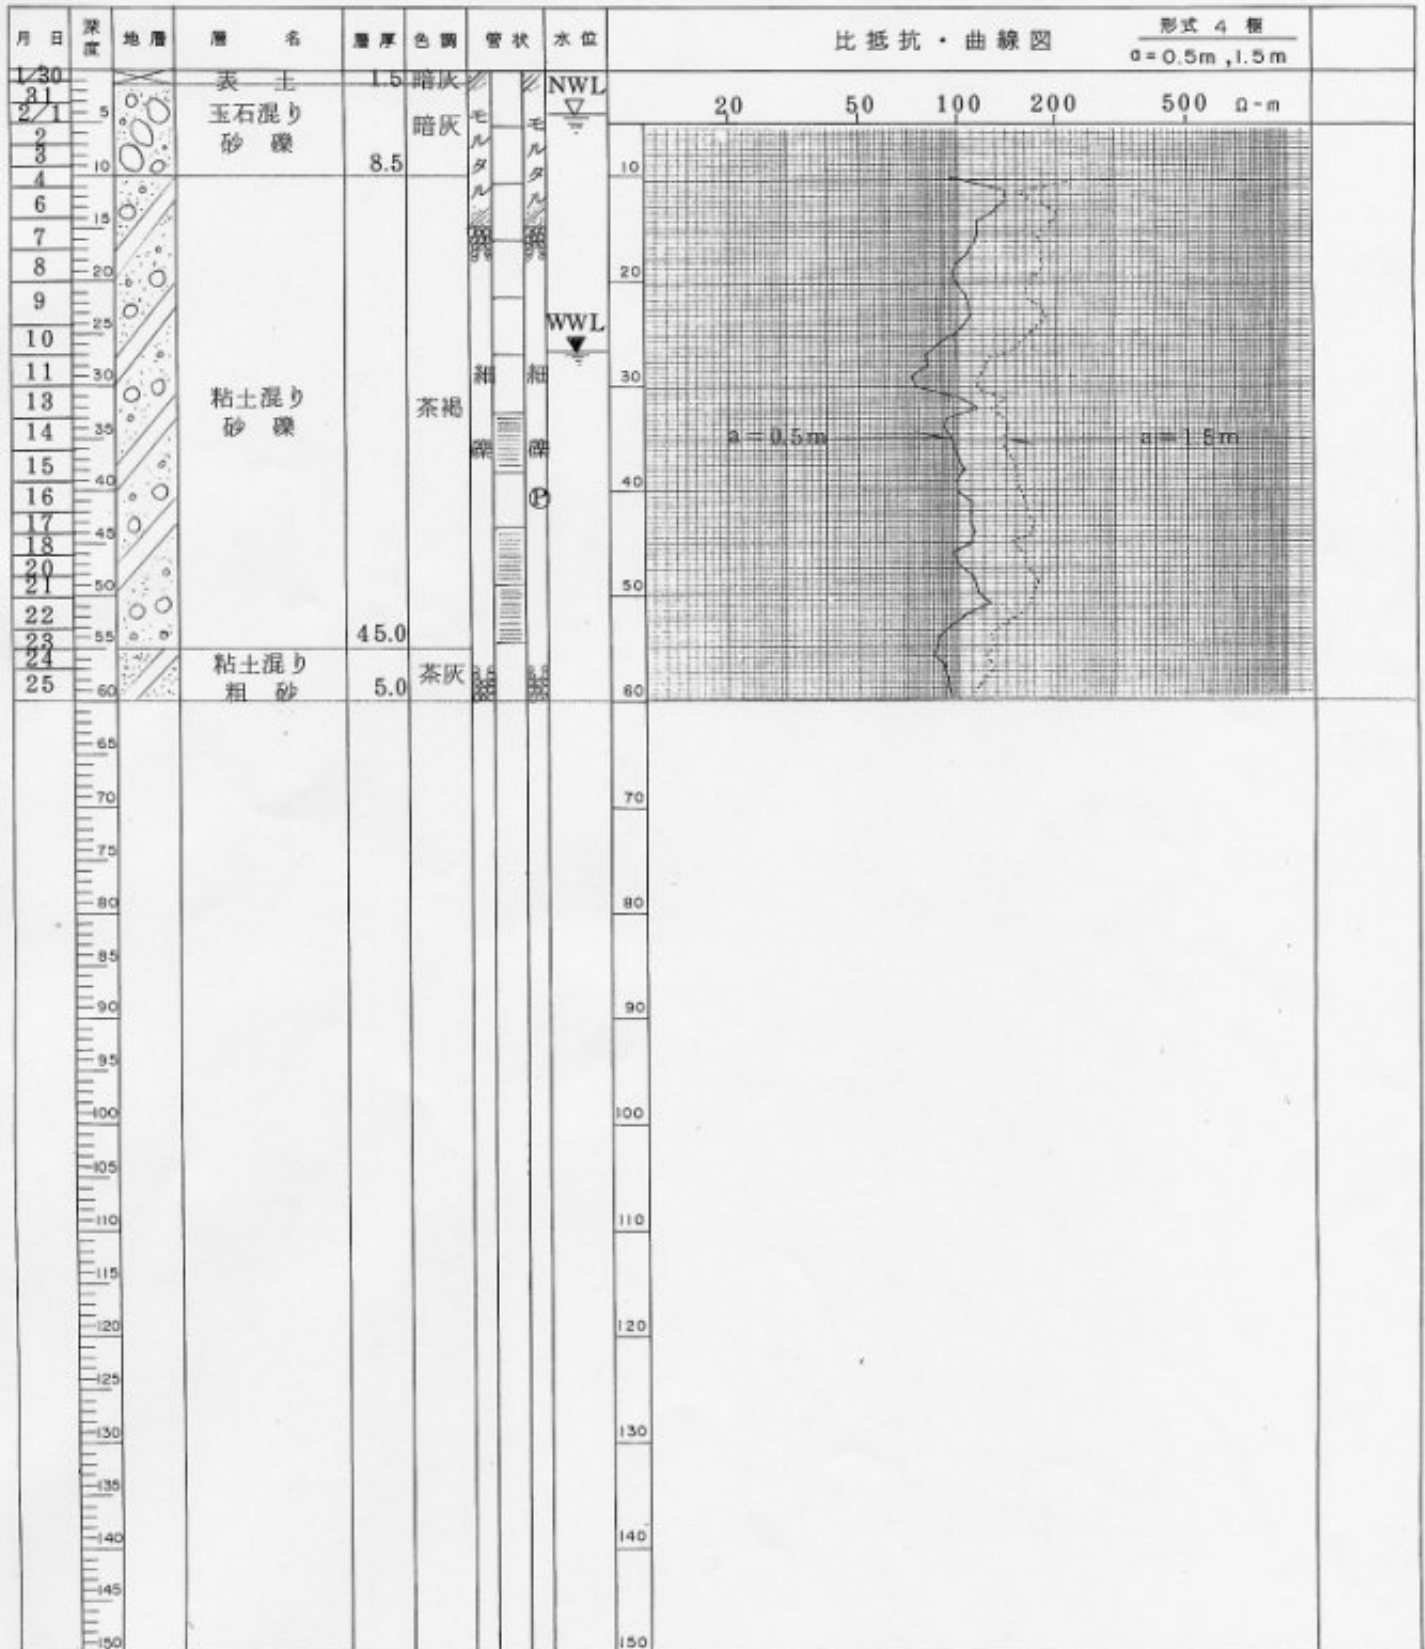 月 日 深度 地層 層 名 層厚 色調 管状 水位 比抵抗・曲線図 形式 4 極
a=0.5m,1.5m
1/30 表 土 1.5 暗灰 NWL
31
2/1 5 玉石混り 暗灰 モルタル モルタル 20 50 100 200 500 Ω-m
2 砂 礫
3 10 8.5 10
4
6 15
7
8 20 20
9
25 WWL
10
11 30 細 細 30
13 粘土混り 茶褐
14 35 砂 礫 礫 礫 a=0.5m a=1.5m
15
16 40 P 40
17
18 45
20
21 50 50
22
23 55 45.0
24 粘土混り 茶灰
25 60 粗 砂 5.0 60
65
70 70
75
80 80
85
90 90
95
100 100
105
110 110
115
120 120
125
130 130
135
140 140
145
150 150